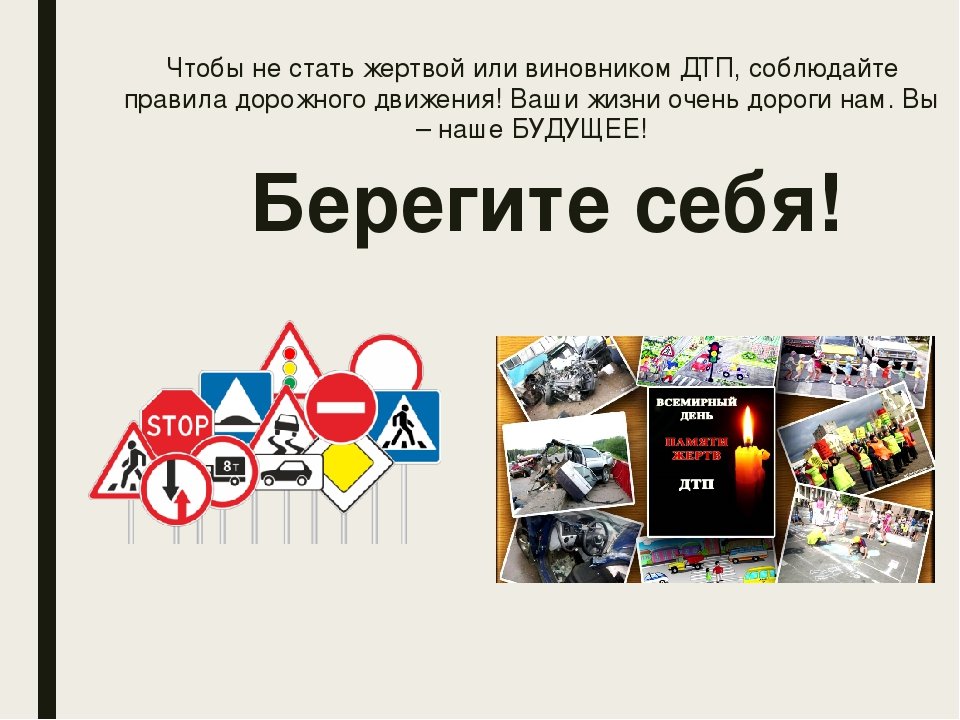 Чтобы не стать жертвой или виновником ДТП, соблюдайте
правила дорожного движения! Ваши жизни очень дороги нам. Вы
– наше БУДУЩЕЕ!
Берегите себя!
STOP
8т
ВСЕМИРНЫЙ
ДЕНЬ
ПАМЯТИ
ЖЕРТВ
ДТП